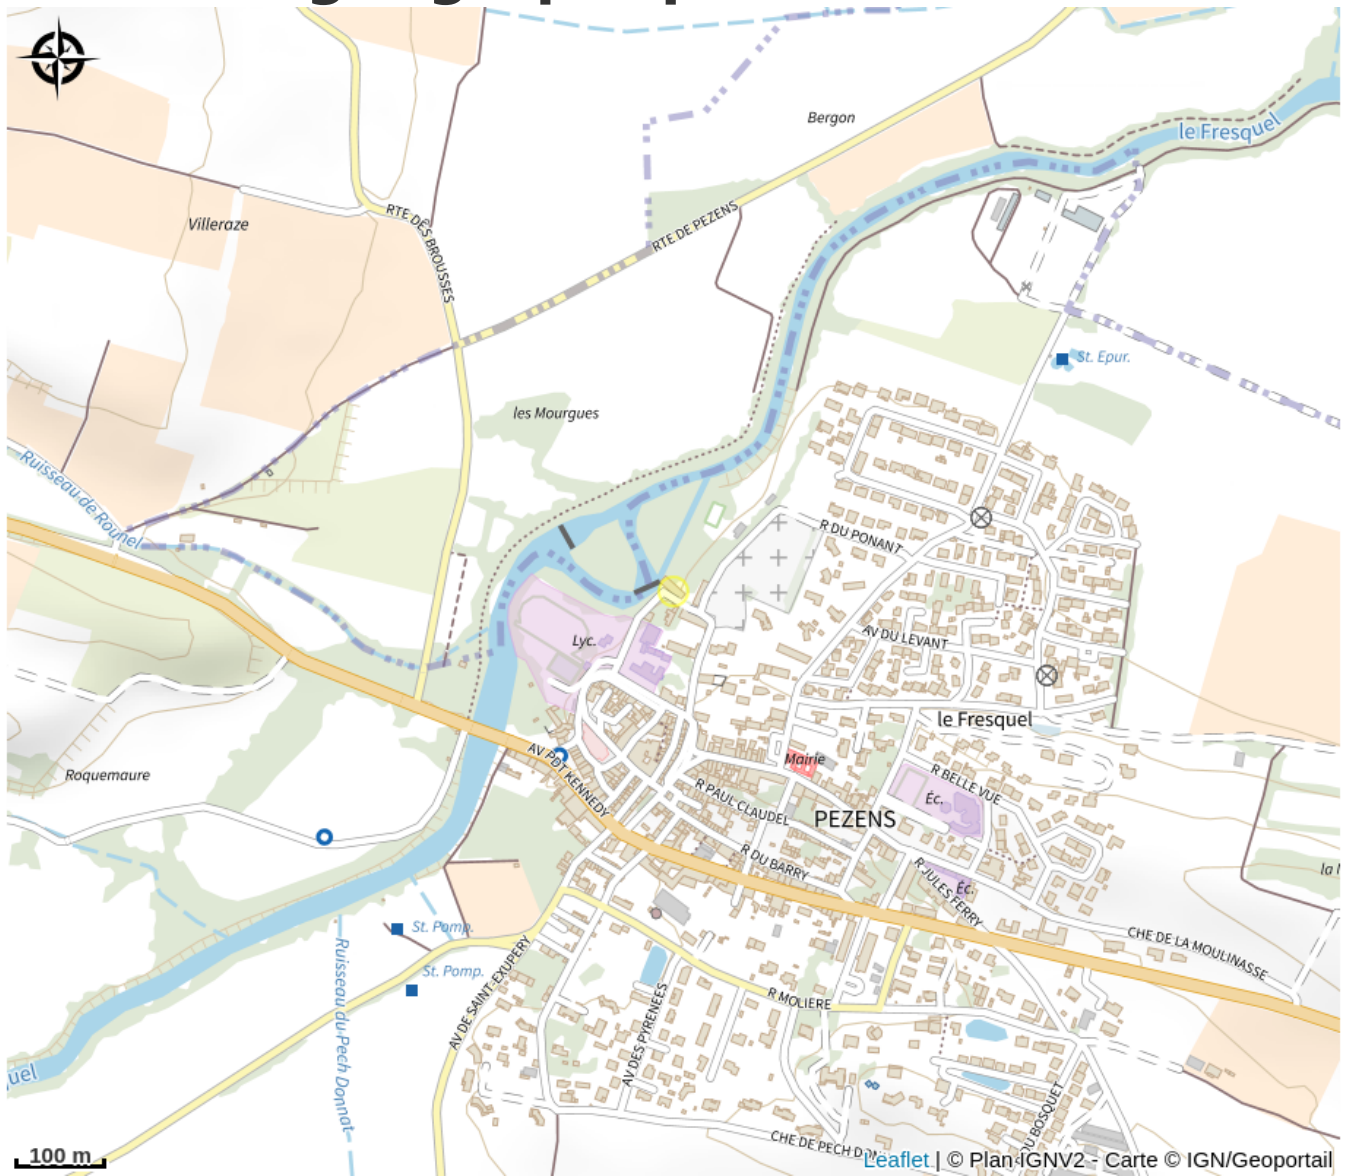 Bergon
le Fresquel
RTE DES BROUSSES
RTE DE PEZENS
Villeraze
St. Epur.
les Mourgues
Ruisseau de Rounel
R DU PONANT
Lyc.
AV DU LEVANT
le Fresquel
AV PDT KENNEDY
Mairie
Roquemaure
R BELLE VUE
R PAUL CLAUDEL
Éc.
PEZENS
R DU BARRY
R JULES FERRY
Éc.
St. Pomp.
CHE DE LA MOULINASSE
St. Pomp.
AV DE SAINT-EXUPERY
Ruisseau du Pech Donnat
AV DES PYRENEES
R MOLIERE
uel
DU BOSQUET
CHE DE PECH DON
100 m
Leaflet | © Plan IGNV2 - Carte © IGN/Geoportail